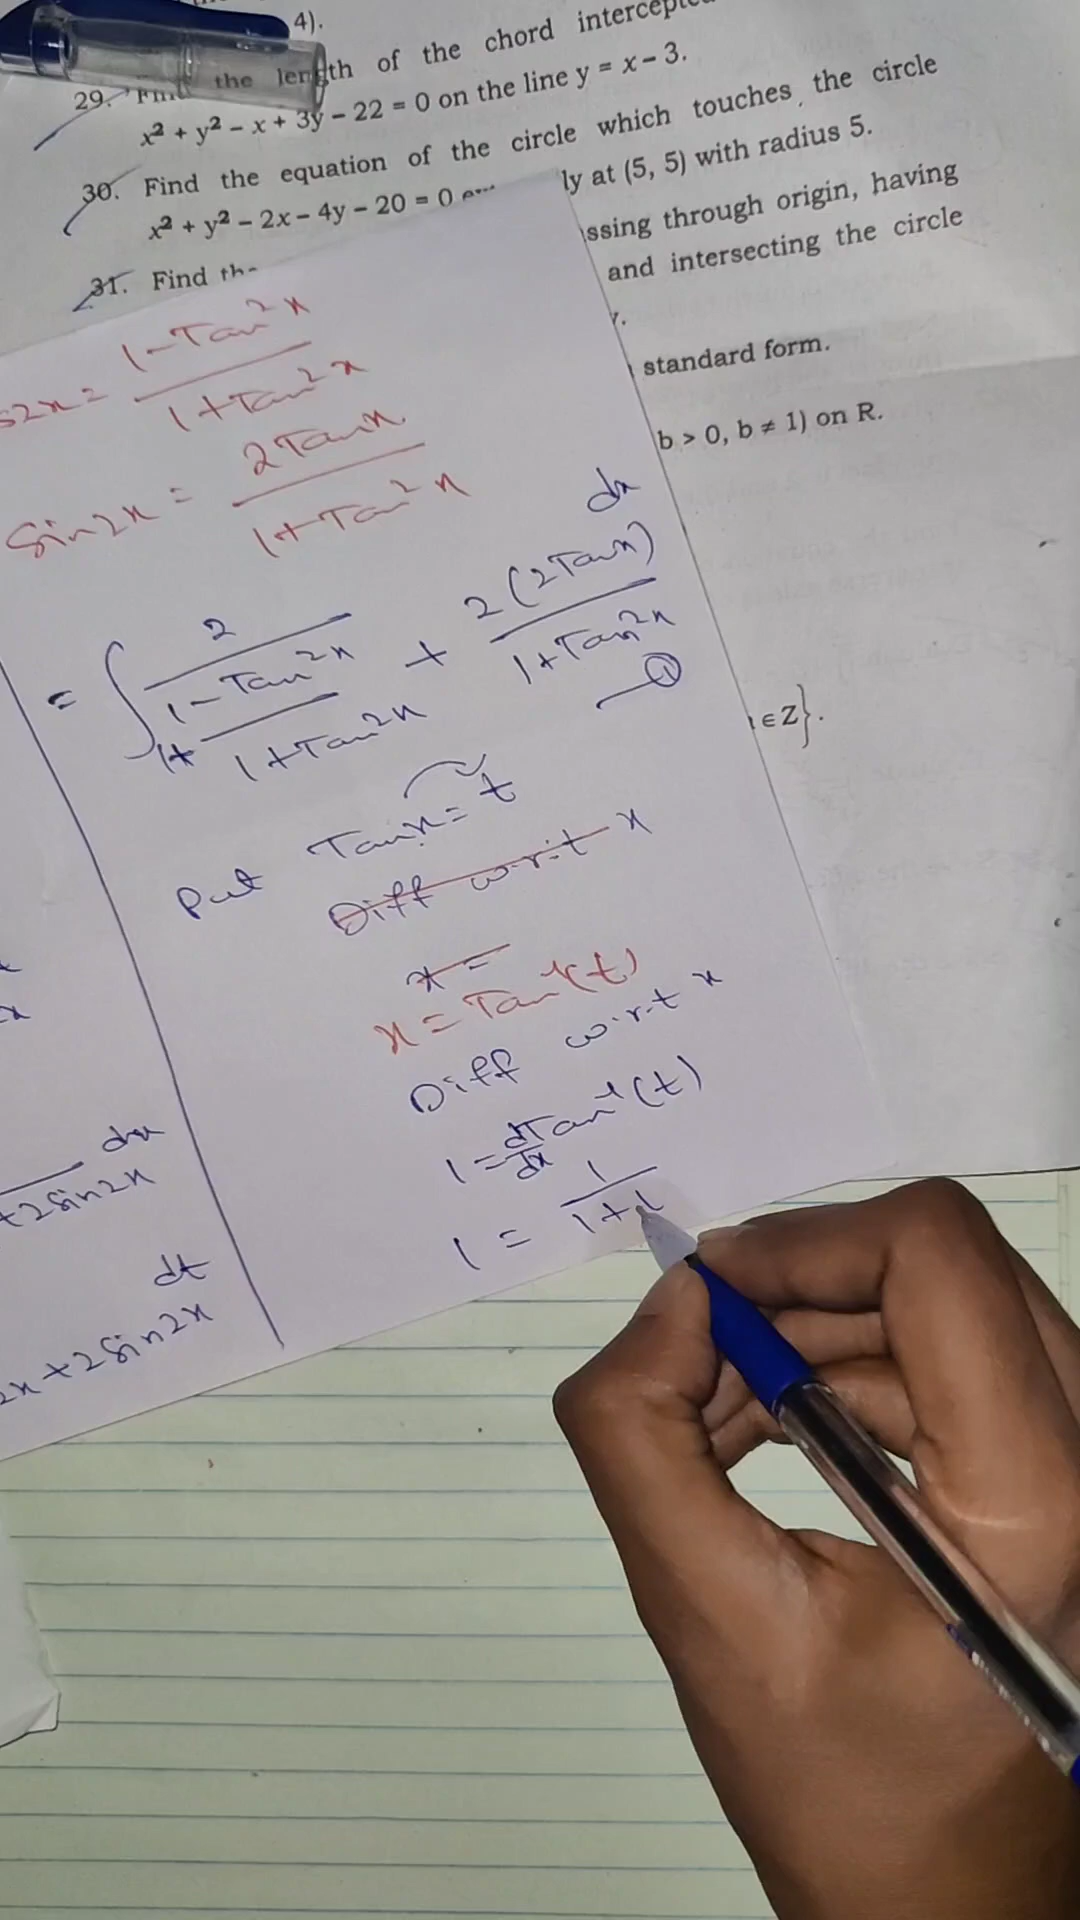 4).
29. Find the length of the chord intercepte
x² + y² – x + 3y – 22 = 0 on the line y = x – 3.
30. Find the equation of the circle which touches the circle
x² + y² – 2x – 4y – 20 = 0 ly at (5, 5) with radius 5.
31. Find the ssing through origin, having
and intersecting the circle
standard form.
b > 0, b ≠ 1) on R.
∈ Z}.
s2x = (1 - Tan²x)/(1 + Tan²x)
Sin2x = 2Tanx/(1 + Tan²x)
= ∫ 2/(1 + (1 - Tan²x)/(1 + Tan²x)) + 2(2Tanx)/(1 + Tan²x) dx
①
Put Tanx = t
Diff w.r.t x
x =
x = Tan⁻¹(t)
Diff w.r.t x
1 = d/dx Tan⁻¹(t)
1 = 1/(1+
dx
+2Sin2x
dt
2x + 2Sin2x